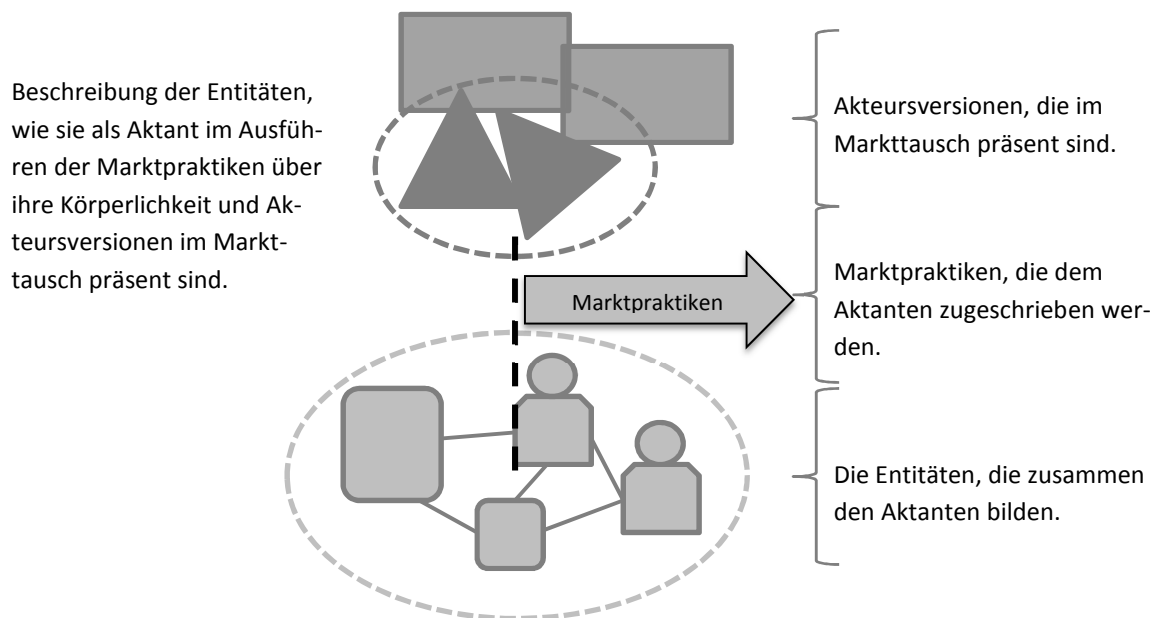 Beschreibung der Entitäten,
wie sie als Aktant im Ausfüh-
ren der Marktpraktiken über
ihre Körperlichkeit und Ak-
teursversionen im Markt-
tausch präsent sind.
Akteursversionen, die im
Markttausch präsent sind.
Marktpraktiken
Marktpraktiken, die dem
Aktanten zugeschrieben wer-
den.
Die Entitäten, die zusammen
den Aktanten bilden.